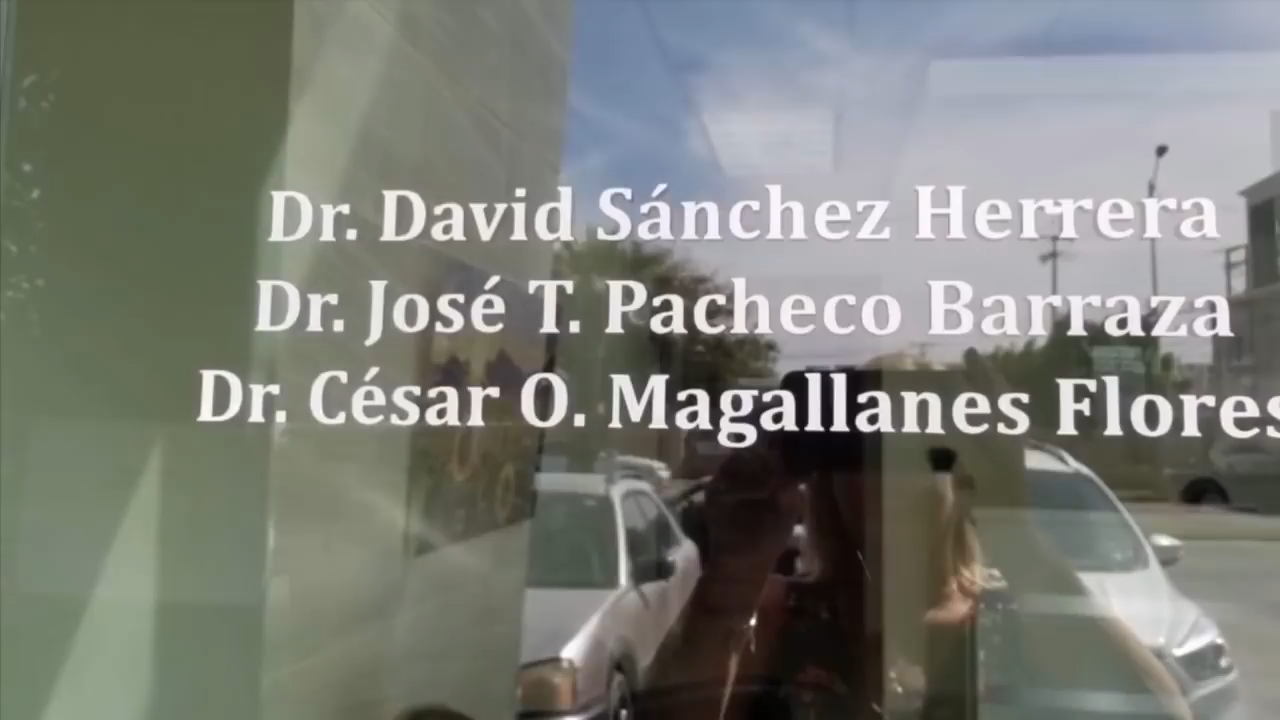 Dr. David Sánchez Herrera
Dr. José T. Pacheco Barraza
Dr. César O. Magallanes Flores